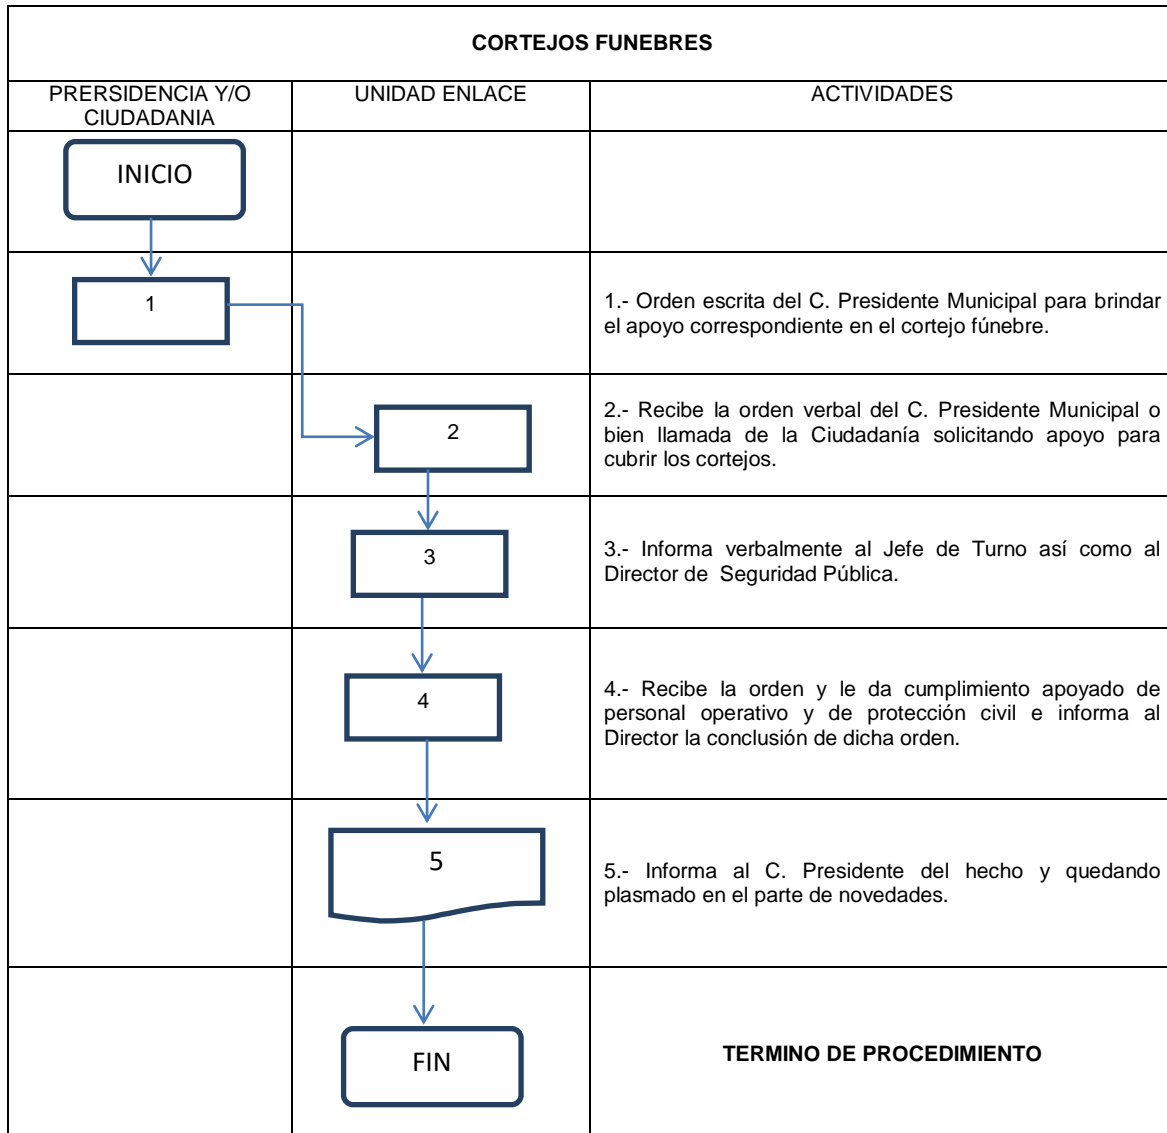 CORTEJOS FUNEBRES
PRERSIDENCIA Y/O
CIUDADANIA
UNIDAD ENLACE
ACTIVIDADES
INICIO
1
1.- Orden escrita del C. Presidente Municipal para brindar
el apoyo correspondiente en el cortejo fúnebre.
2
2.- Recibe la orden verbal del C. Presidente Municipal o
bien llamada de la Ciudadanía solicitando apoyo para
cubrir los cortejos.
3
3.- Informa verbalmente al Jefe de Turno así como al
Director de Seguridad Pública.
4
4.- Recibe la orden y le da cumplimiento apoyado de
personal operativo y de protección civil e informa al
Director la conclusión de dicha orden.
5
5.- Informa al C. Presidente del hecho y quedando
plasmado en el parte de novedades.
FIN
TERMINO DE PROCEDIMIENTO